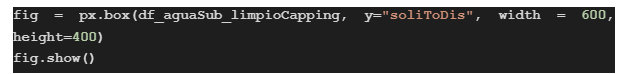 fig = px.box(df_aguaSub_limpioCapping, y="soliToDis", width = 600,
height=400)
fig.show()